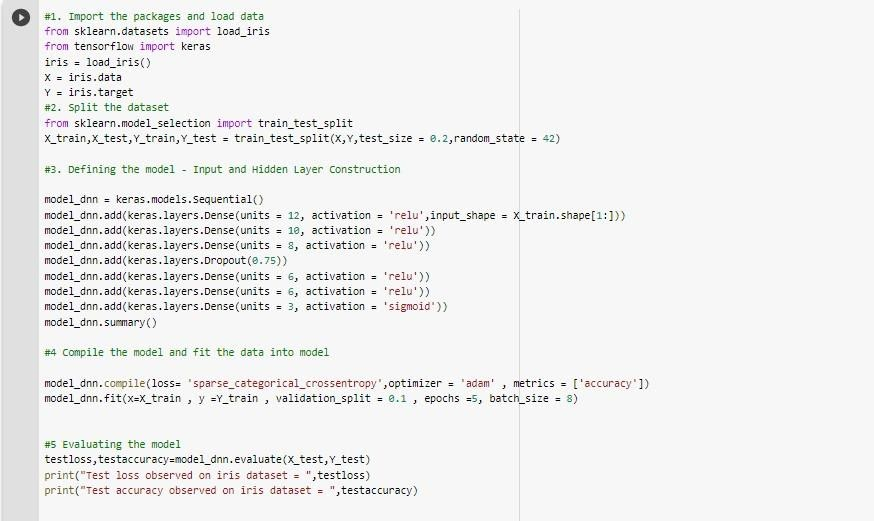 #1. Import the packages and load data
from sklearn.datasets import load_iris
from tensorflow import keras
iris = load_iris()
X = iris.data
Y = iris.target
#2. Split the dataset
from sklearn.model_selection import train_test_split
X_train,X_test,Y_train,Y_test = train_test_split(X,Y,test_size = 0.2,random_state = 42)
#3. Defining the model - Input and Hidden Layer Construction
model_dnn = keras.models.Sequential()
model_dnn.add(keras.layers.Dense(units = 12, activation = 'relu',input_shape = X_train.shape[1:]))
model_dnn.add(keras.layers.Dense(units = 10, activation = 'relu'))
model_dnn.add(keras.layers.Dense(units = 8, activation = 'relu'))
model_dnn.add(keras.layers.Dropout(0.75))
model_dnn.add(keras.layers.Dense(units = 6, activation = 'relu'))
model_dnn.add(keras.layers.Dense(units = 6, activation = 'relu'))
model_dnn.add(keras.layers.Dense(units = 3, activation = 'sigmoid'))
model_dnn.summary()
#4 Compile the model and fit the data into model
model_dnn.compile(loss= 'sparse_categorical_crossentropy',optimizer = 'adam' , metrics = ['accuracy'])
model_dnn.fit(x=X_train , y =Y_train , validation_split = 0.1 , epochs =5, batch_size = 8)
#5 Evaluating the model
testloss,testaccuracy=model_dnn.evaluate(X_test,Y_test)
print("Test loss observed on iris dataset = ",testloss)
print("Test accuracy observed on iris dataset = ",testaccuracy)